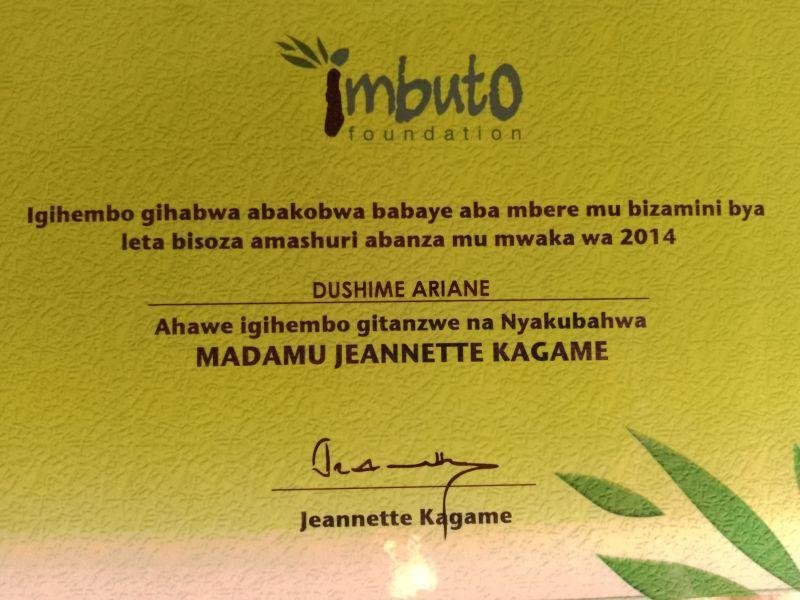 imbuto
foundation
Igihembo gihabwa abakobwa babaye aba mbere mu bizamini bya
leta bisoza amashuri abanza mu mwaka wa 2014
DUSHIME ARIANE
Ahawe igihembo gitanzwe na Nyakubahwa
MADAMU JEANNETTE KAGAME
Jeannette Kagame